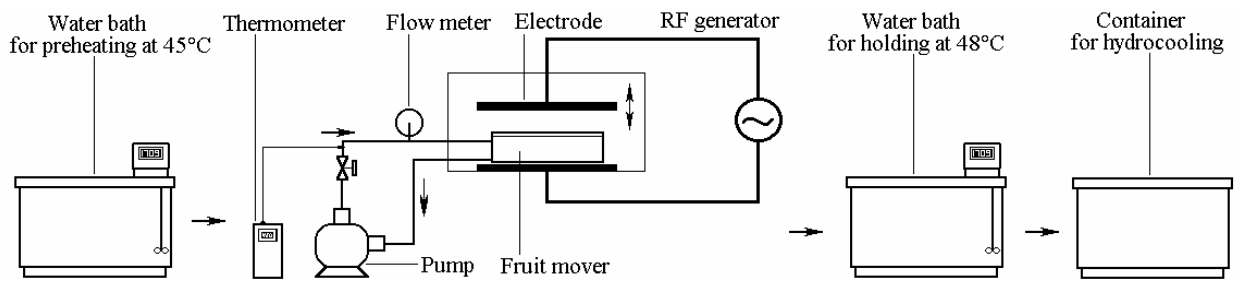 Water bath
for preheating at 45°C
Thermometer
Flow meter
Electrode
RF generator
Water bath
for holding at 48°C
Container
for hydrocooling
Pump
Fruit mover